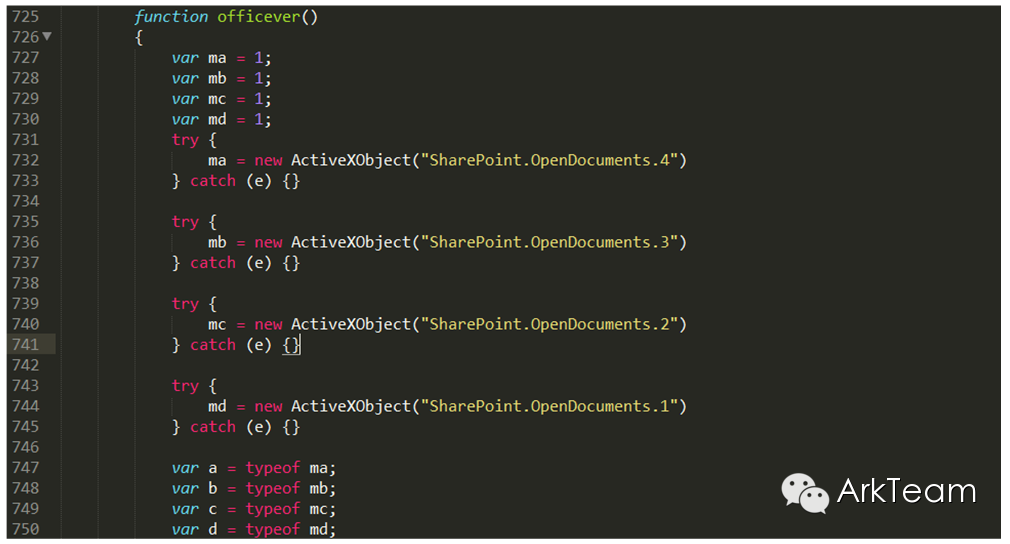 725 function officever()
726 {
727 var ma = 1;
728 var mb = 1;
729 var mc = 1;
730 var md = 1;
731 try {
732 ma = new ActiveXObject("SharePoint.OpenDocuments.4")
733 } catch (e) {}
734
735 try {
736 mb = new ActiveXObject("SharePoint.OpenDocuments.3")
737 } catch (e) {}
738
739 try {
740 mc = new ActiveXObject("SharePoint.OpenDocuments.2")
741 } catch (e) {}
742
743 try {
744 md = new ActiveXObject("SharePoint.OpenDocuments.1")
745 } catch (e) {}
746
747 var a = typeof ma;
748 var b = typeof mb;
749 var c = typeof mc;
750 var d = typeof md;
ArkTeam